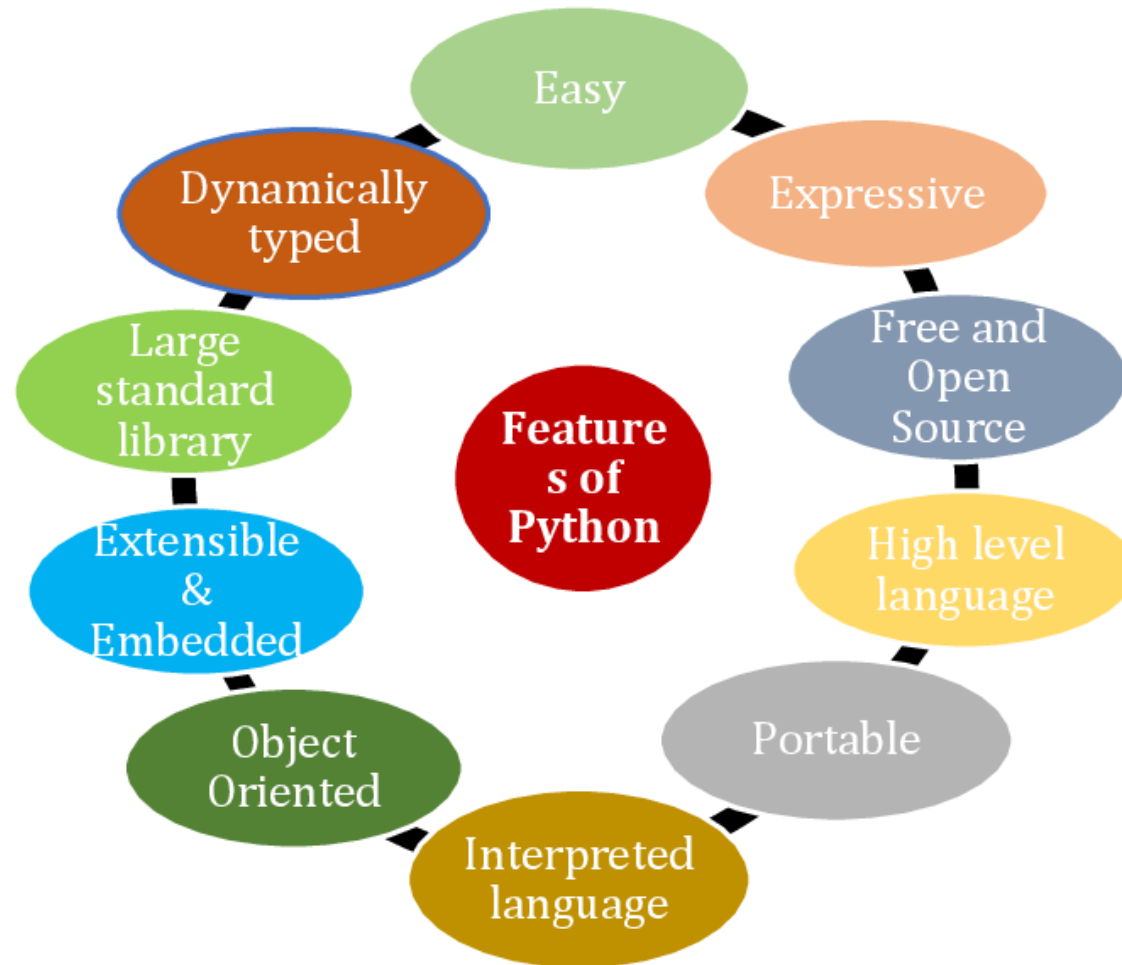 Easy
Expressive
Free and
Open
Source
High level
language
Portable
Interpreted
language
Object
Oriented
Extensible
&
Embedded
Large
standard
library
Dynamically
typed
Feature
s of
Python